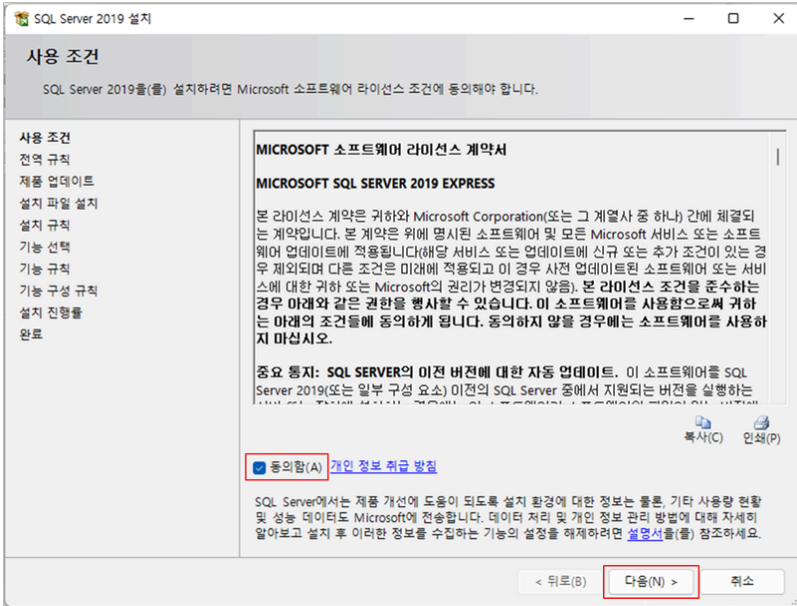 SQL Server 2019 설치
사용 조건
SQL Server 2019을(를) 설치하려면 Microsoft 소프트웨어 라이선스 조건에 동의해야 합니다.
사용 조건
전역 규칙
제품 업데이트
설치 파일 설치
설치 규칙
기능 선택
기능 규칙
기능 구성 규칙
설치 진행률
완료
MICROSOFT 소프트웨어 라이선스 계약서
MICROSOFT SQL SERVER 2019 EXPRESS
본 라이선스 계약은 귀하와 Microsoft Corporation(또는 그 계열사 중 하나) 간에 체결되
는 계약입니다. 본 계약은 위에 명시된 소프트웨어 및 모든 Microsoft 서비스 또는 소프트
웨어 업데이트에 적용됩니다(해당 서비스 또는 업데이트에 신규 또는 추가 조건이 있는 경
우 제외되며 다른 조건은 미래에 적용되고 이 경우 사전 업데이트된 소프트웨어 또는 서비
스에 대한 귀하 또는 Microsoft의 권리가 변경되지 않음). 본 라이선스 조건을 준수하는
경우 아래와 같은 권한을 행사할 수 있습니다. 이 소프트웨어를 사용함으로써 귀하
는 아래의 조건들에 동의하게 됩니다. 동의하지 않을 경우에는 소프트웨어를 사용하
지 마십시오.
중요 통지: SQL SERVER의 이전 버전에 대한 자동 업데이트. 이 소프트웨어를 SQL
Server 2019(또는 일부 구성 요소) 이전의 SQL Server 중에서 지원되는 버전을 실행하는
복사(C)
인쇄(P)
동의함(A) 개인 정보 취급 방침
SQL Server에서는 제품 개선에 도움이 되도록 설치 환경에 대한 정보는 물론, 기타 사용량 현황
및 성능 데이터도 Microsoft에 전송합니다. 데이터 처리 및 개인 정보 관리 방법에 대해 자세히
알아보고 설치 후 이러한 정보를 수집하는 기능의 설정을 해제하려면 설명서을(를) 참조하세요.
< 뒤로(B)
다음(N) >
취소